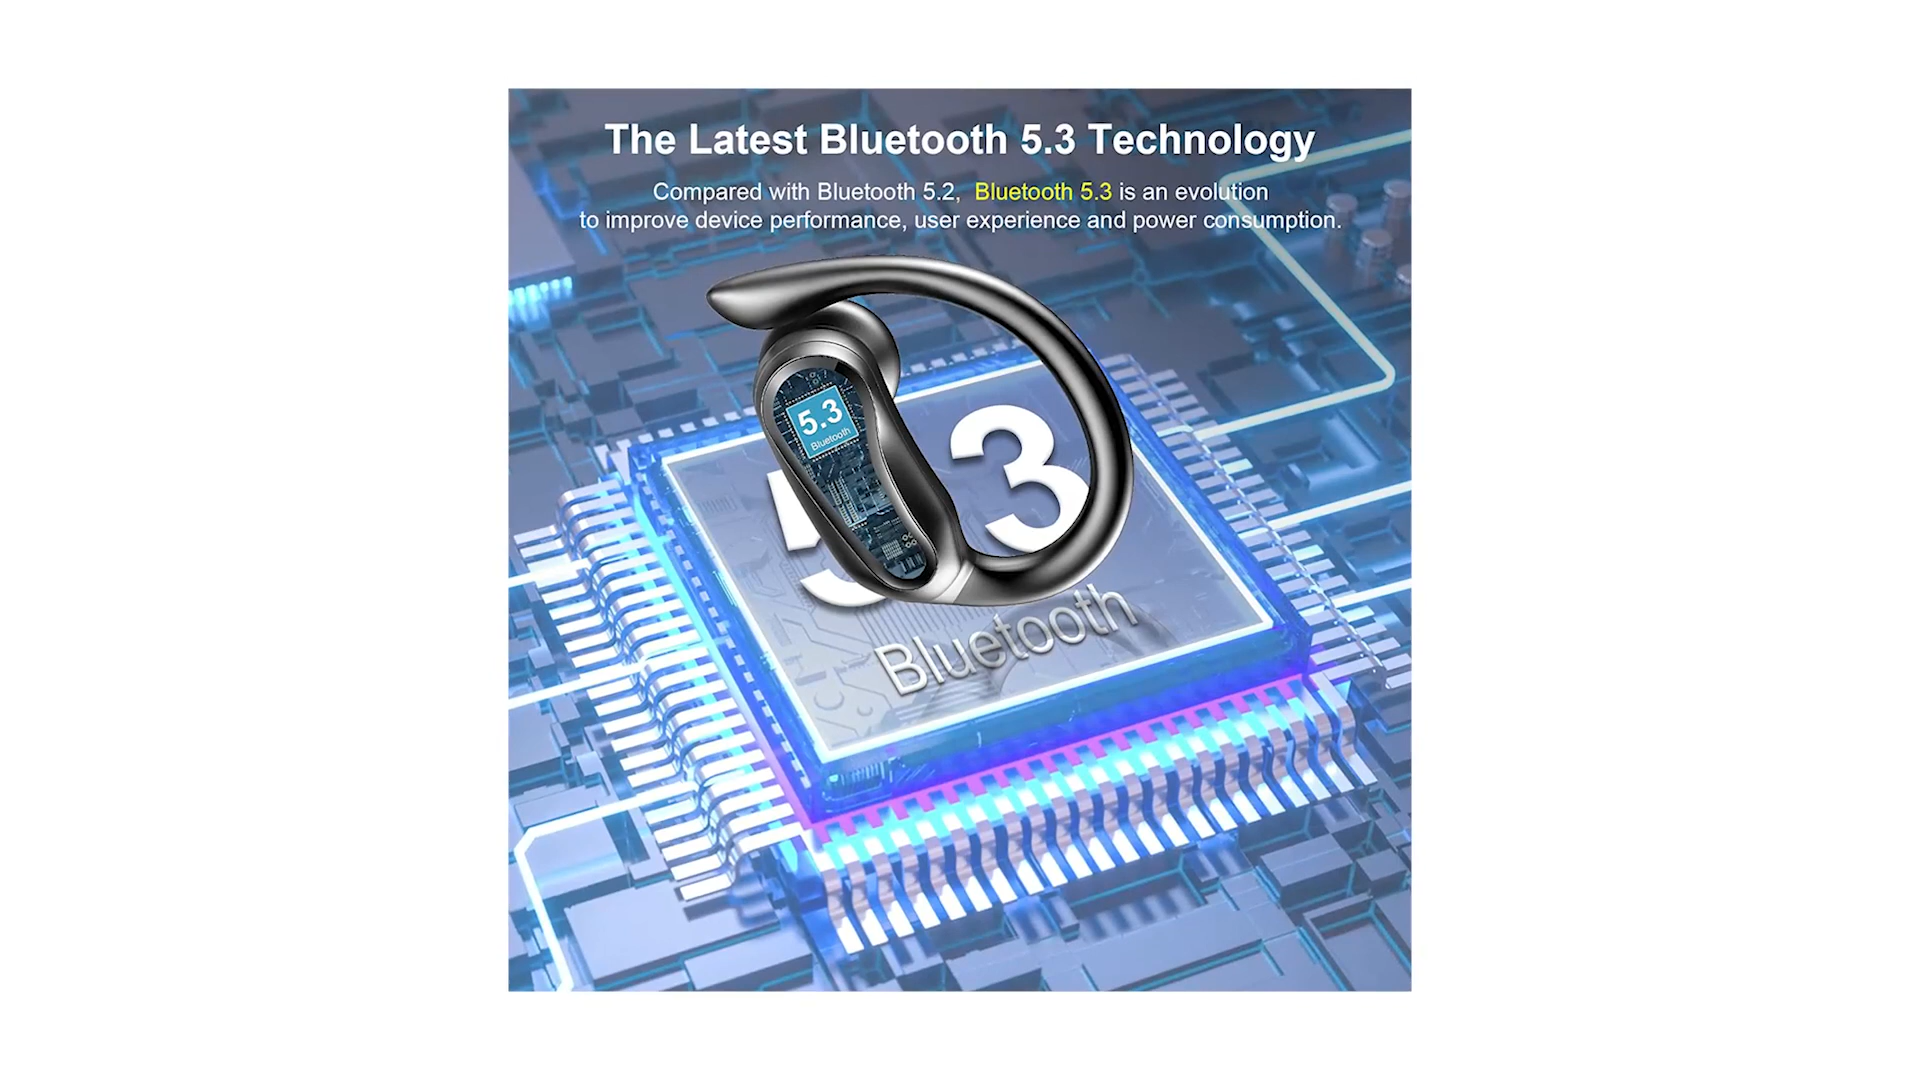 The Latest Bluetooth 5.3 Technology
Compared with Bluetooth 5.2, Bluetooth 5.3 is an evolution
to improve device performance, user experience and power consumption.
5.3
Bluetooth
5 3
Bluetooth